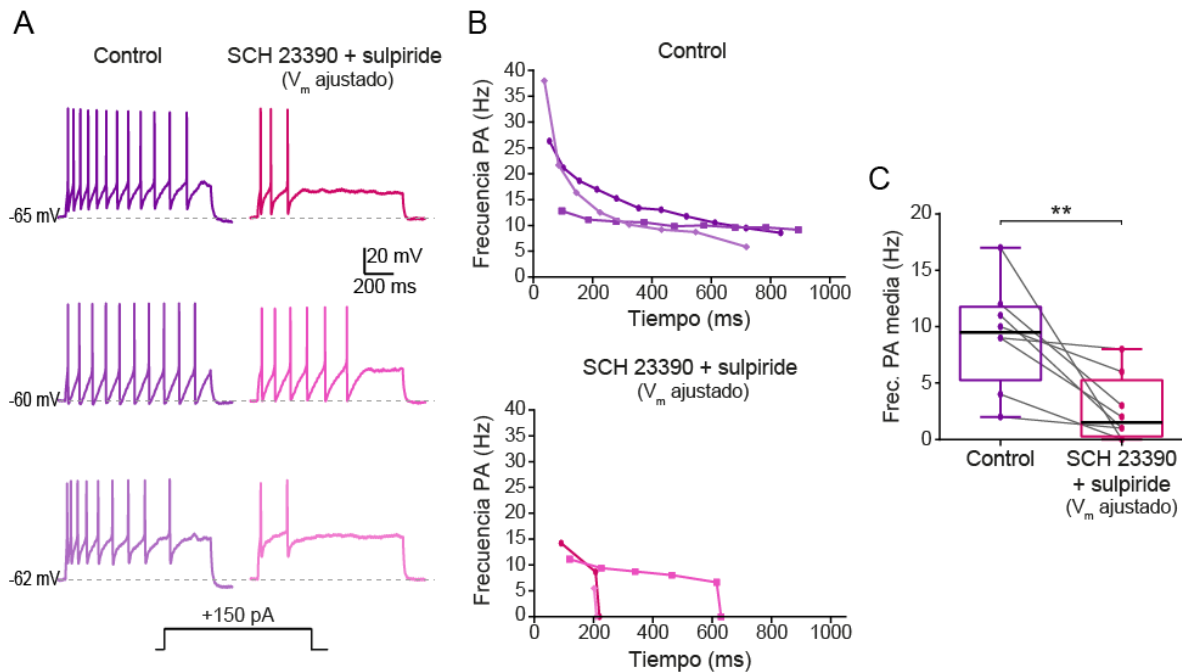 A
Control
SCH 23390 + sulpiride
(Vm ajustado)
-65 mV
20 mV
200 ms
-60 mV
-62 mV
+150 pA
B
Control
Frecuencia PA (Hz)
40
35
30
25
20
15
10
5
0
0 200 400 600 800 1000
Tiempo (ms)
SCH 23390 + sulpiride
(Vm ajustado)
Frecuencia PA (Hz)
40
35
30
25
20
15
10
5
0
0 200 400 600 800 1000
Tiempo (ms)
C
**
Frec. PA media (Hz)
20
15
10
5
0
Control
SCH 23390
+ sulpiride
(Vm ajustado)